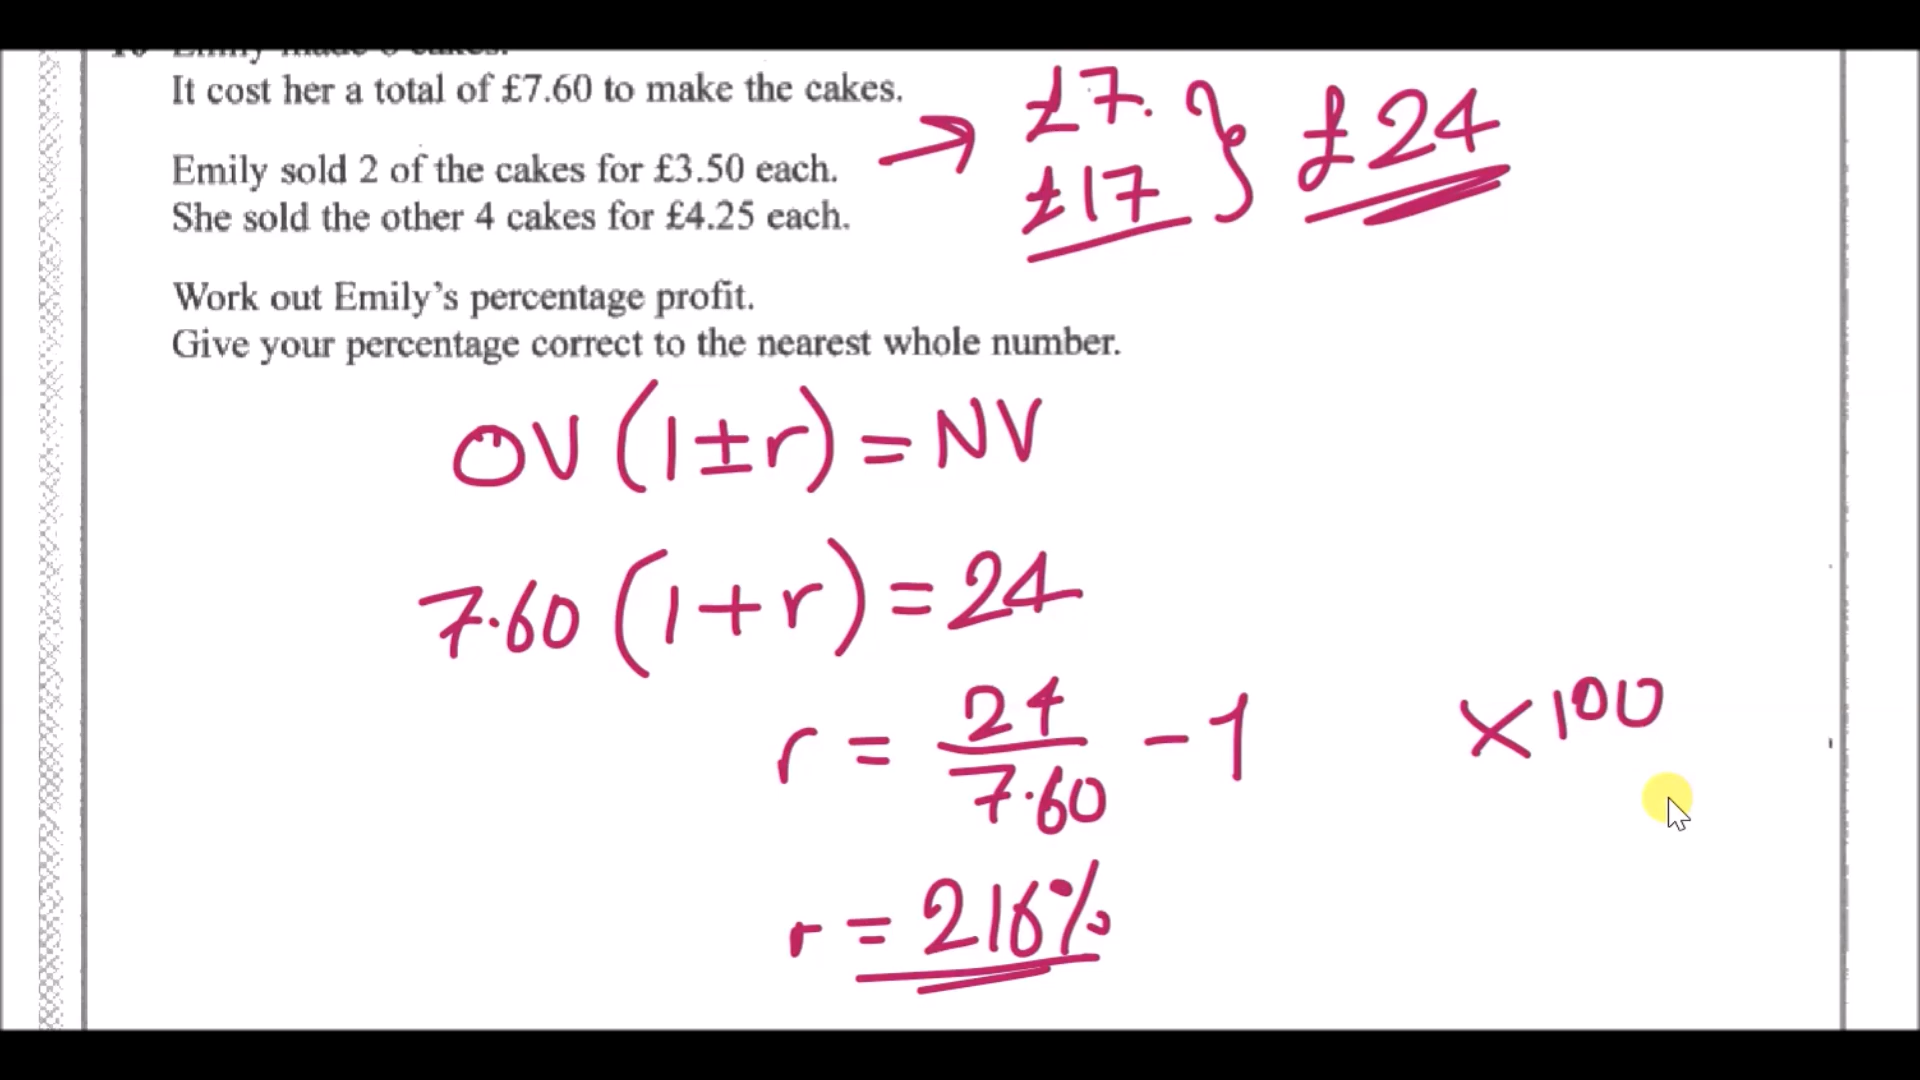 It cost her a total of £7.60 to make the cakes.
£7.
£24
Emily sold 2 of the cakes for £3.50 each.
£17
She sold the other 4 cakes for £4.25 each.
Work out Emily's percentage profit.
Give your percentage correct to the nearest whole number.
OV (1±r) = NV
7.60 (1+r) = 24
r = 24/7.60 - 1
×100
r = 216%